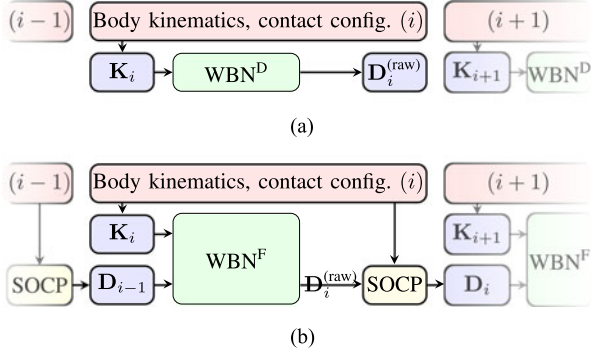 (i − 1) Body kinematics, contact config. (i) (i + 1)
K_i WBN^D D_i^(raw) K_{i+1} WBN^D
(a)
(i − 1) Body kinematics, contact config. (i) (i + 1)
K_i K_{i+1}
WBN^F WBN^F
SOCP D_{i−1} D_i^(raw) SOCP D_i
(b)